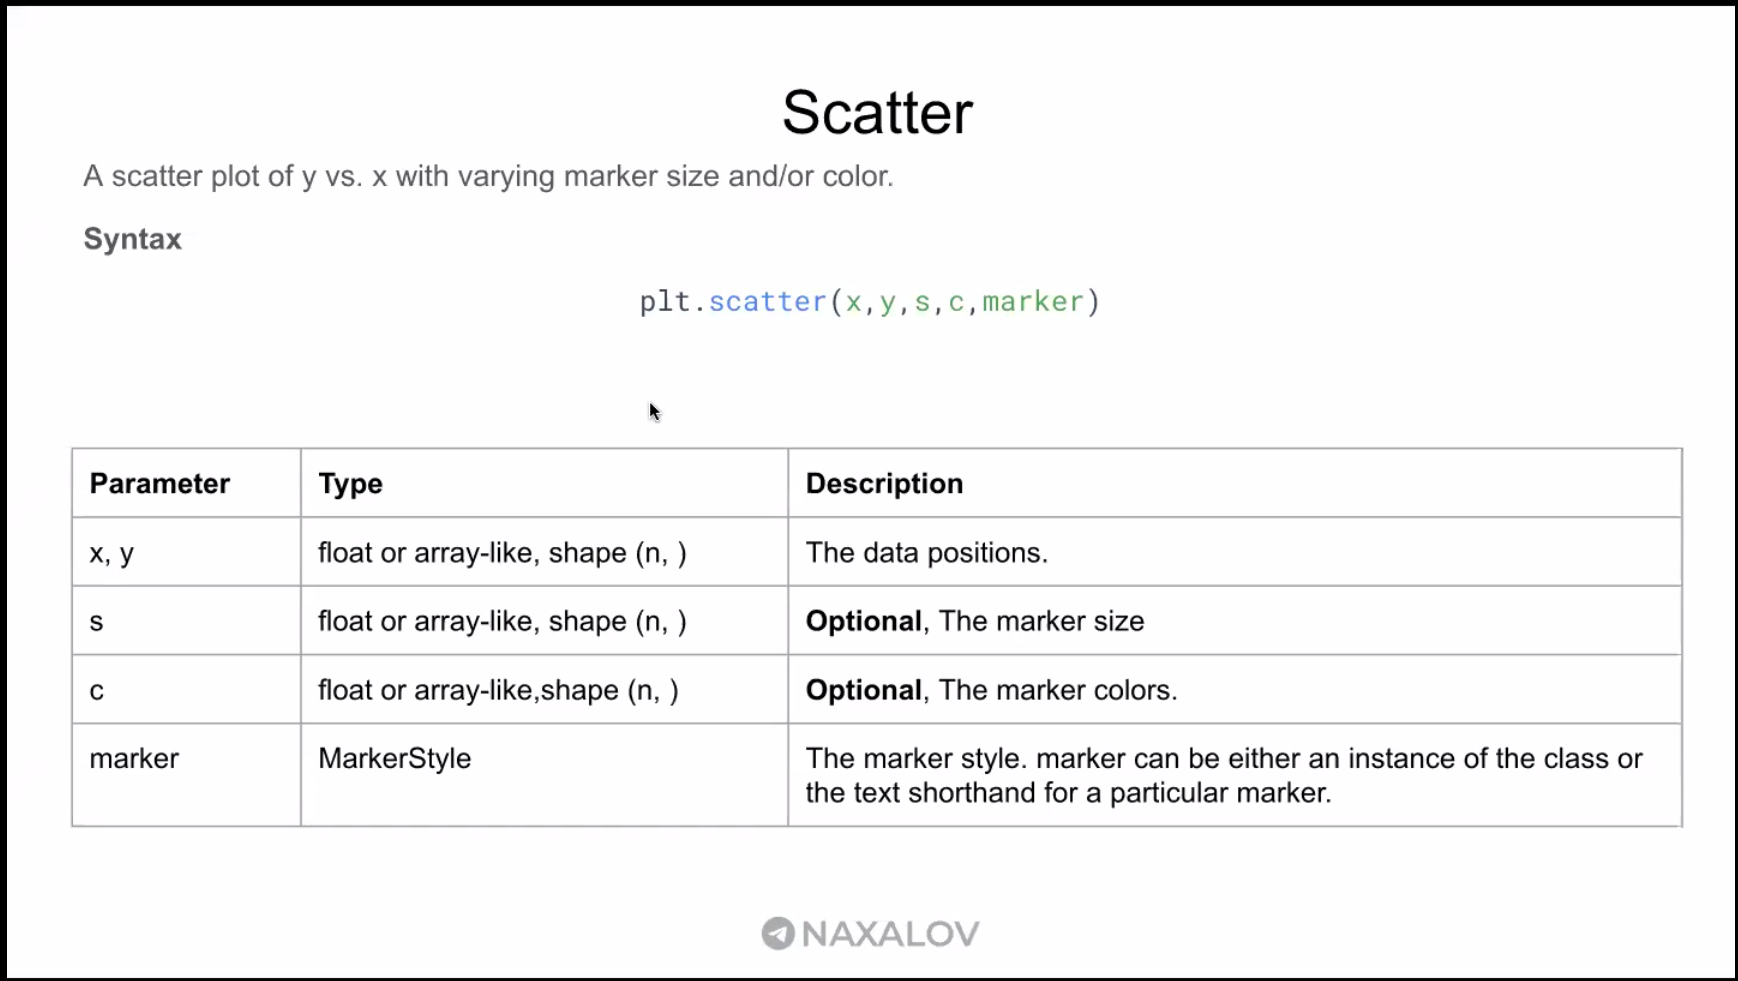 Scatter
A scatter plot of y vs. x with varying marker size and/or color.
Syntax
plt.scatter(x,y,s,c,marker)
Parameter Type Description
x, y float or array-like, shape (n, ) The data positions.
s float or array-like, shape (n, ) Optional, The marker size
c float or array-like,shape (n, ) Optional, The marker colors.
marker MarkerStyle The marker style. marker can be either an instance of the class or
the text shorthand for a particular marker.
NAXALOV